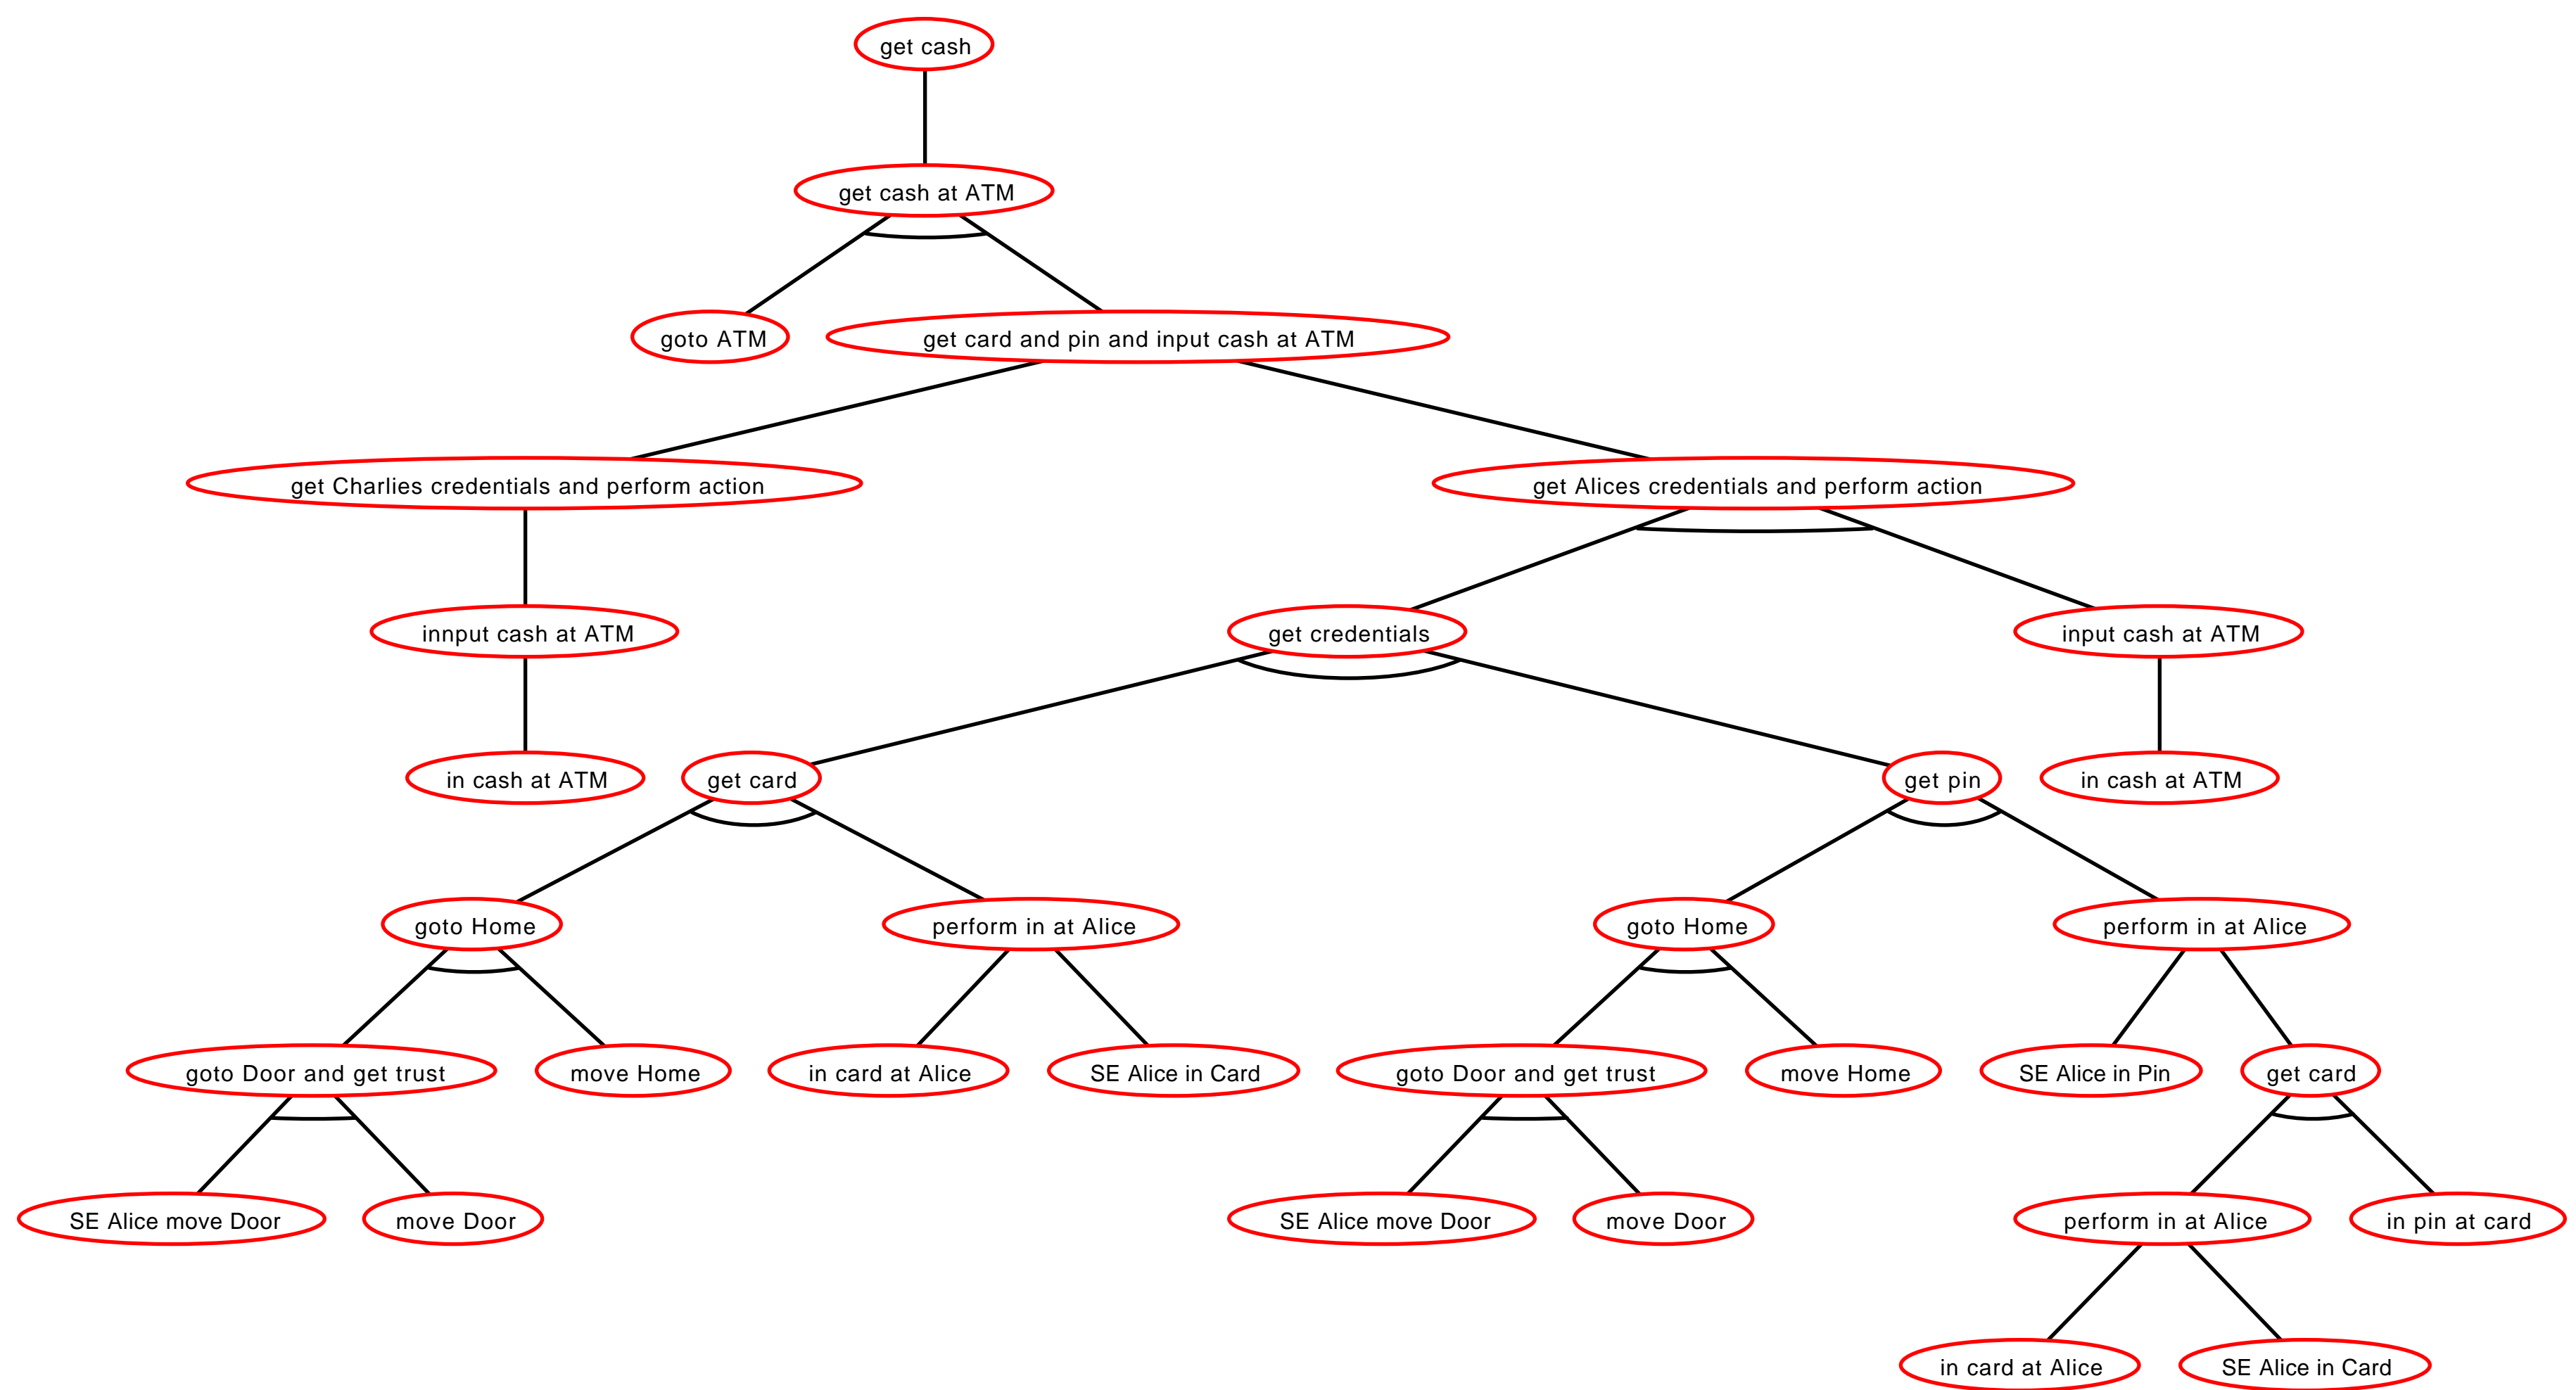 get cash
get cash at ATM
goto ATM
get card and pin and input cash at ATM
get Charlies credentials and perform action
get Alices credentials and perform action
innput cash at ATM
get credentials
input cash at ATM
in cash at ATM
get card
get pin
in cash at ATM
goto Home
perform in at Alice
goto Home
perform in at Alice
goto Door and get trust
move Home
in card at Alice
SE Alice in Card
goto Door and get trust
move Home
SE Alice in Pin
get card
SE Alice move Door
move Door
SE Alice move Door
move Door
perform in at Alice
in pin at card
in card at Alice
SE Alice in Card